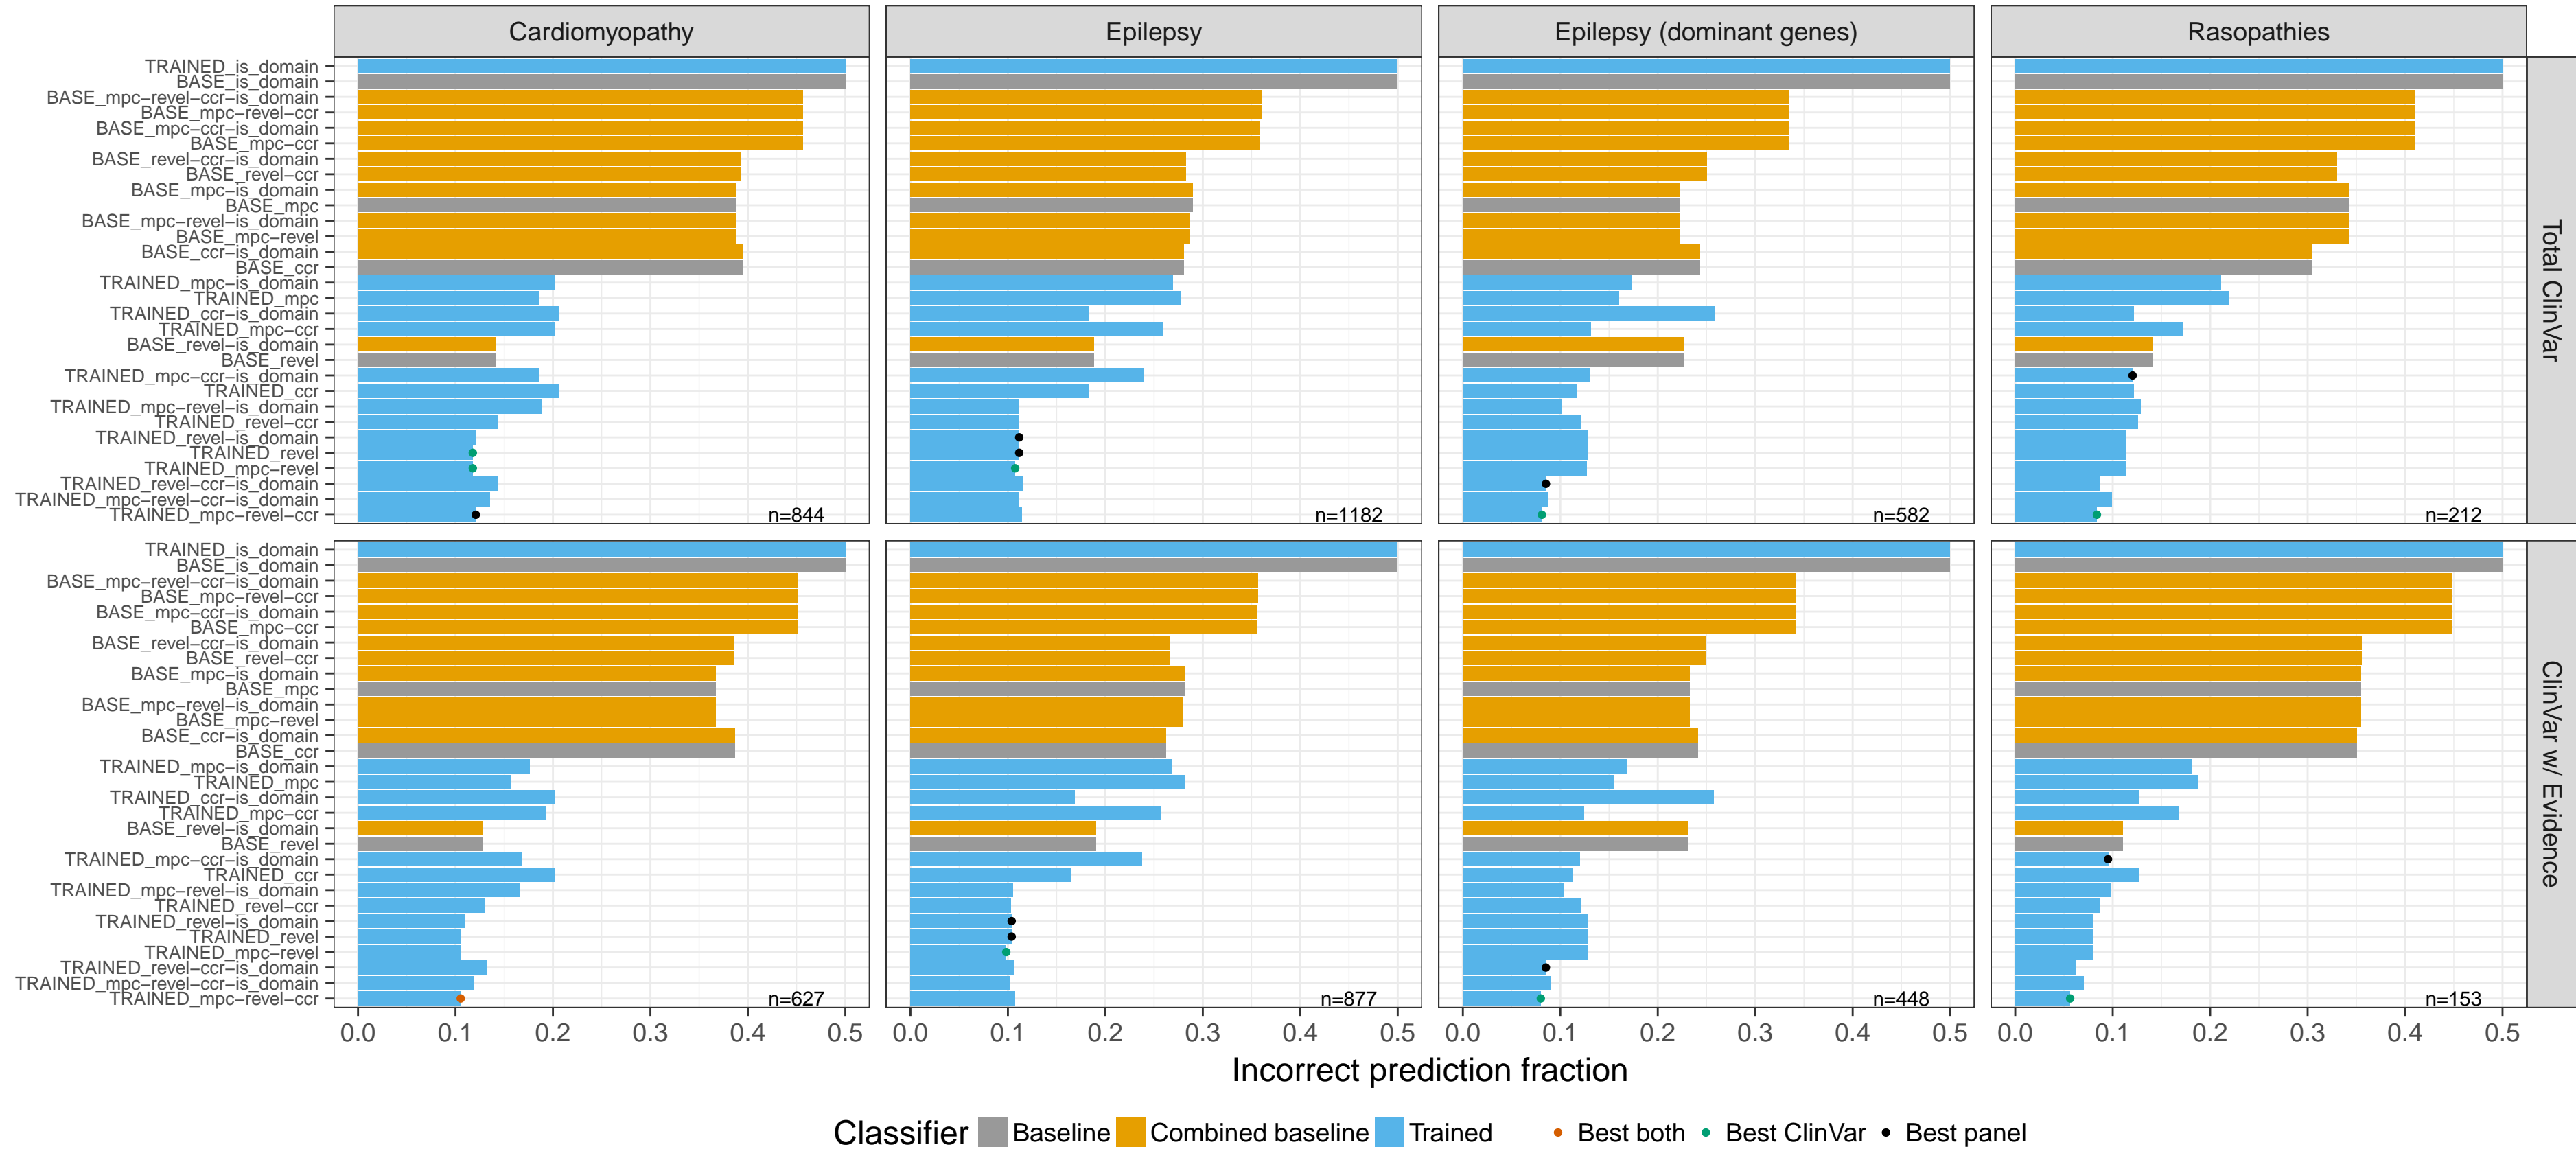 Cardiomyopathy
Epilepsy
Epilepsy (dominant genes)
Rasopathies
TRAINED_is_domain
BASE_is_domain
BASE_mpc−revel−ccr−is_domain
BASE_mpc−revel−ccr
BASE_mpc−ccr−is_domain
BASE_mpc−ccr
BASE_revel−ccr−is_domain
BASE_revel−ccr
BASE_mpc−is_domain
BASE_mpc
BASE_mpc−revel−is_domain
BASE_mpc−revel
BASE_ccr−is_domain
BASE_ccr
TRAINED_mpc−is_domain
TRAINED_mpc
TRAINED_ccr−is_domain
TRAINED_mpc−ccr
BASE_revel−is_domain
BASE_revel
TRAINED_mpc−ccr−is_domain
TRAINED_ccr
TRAINED_mpc−revel−is_domain
TRAINED_revel−ccr
TRAINED_revel−is_domain
TRAINED_revel
TRAINED_mpc−revel
TRAINED_revel−ccr−is_domain
TRAINED_mpc−revel−ccr−is_domain
TRAINED_mpc−revel−ccr
n=844
n=1182
n=582
n=212
Total ClinVar
TRAINED_is_domain
BASE_is_domain
BASE_mpc−revel−ccr−is_domain
BASE_mpc−revel−ccr
BASE_mpc−ccr−is_domain
BASE_mpc−ccr
BASE_revel−ccr−is_domain
BASE_revel−ccr
BASE_mpc−is_domain
BASE_mpc
BASE_mpc−revel−is_domain
BASE_mpc−revel
BASE_ccr−is_domain
BASE_ccr
TRAINED_mpc−is_domain
TRAINED_mpc
TRAINED_ccr−is_domain
TRAINED_mpc−ccr
BASE_revel−is_domain
BASE_revel
TRAINED_mpc−ccr−is_domain
TRAINED_ccr
TRAINED_mpc−revel−is_domain
TRAINED_revel−ccr
TRAINED_revel−is_domain
TRAINED_revel
TRAINED_mpc−revel
TRAINED_revel−ccr−is_domain
TRAINED_mpc−revel−ccr−is_domain
TRAINED_mpc−revel−ccr
n=627
n=877
n=448
n=153
ClinVar w/ Evidence
0.0 0.1 0.2 0.3 0.4 0.5
0.0 0.1 0.2 0.3 0.4 0.5
0.0 0.1 0.2 0.3 0.4 0.5
0.0 0.1 0.2 0.3 0.4 0.5
Incorrect prediction fraction
Classifier Baseline Combined baseline Trained Best both Best ClinVar Best panel